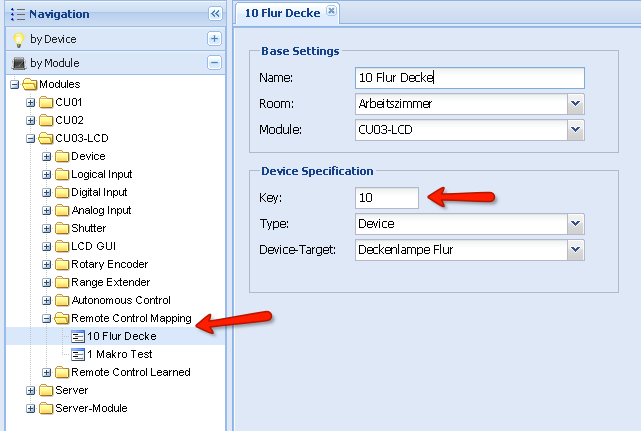 Navigation
by Device
by Module
Modules
CU01
CU02
CU03-LCD
Device
Logical Input
Digital Input
Analog Input
Shutter
LCD GUI
Rotary Encoder
Range Extender
Autonomous Control
Remote Control Mapping
10 Flur Decke
1 Makro Test
Remote Control Learned
Server
Server-Module
10 Flur Decke
Base Settings
Name: 10 Flur Decke
Room: Arbeitszimmer
Module: CU03-LCD
Device Specification
Key: 10
Type: Device
Device-Target: Deckenlampe Flur